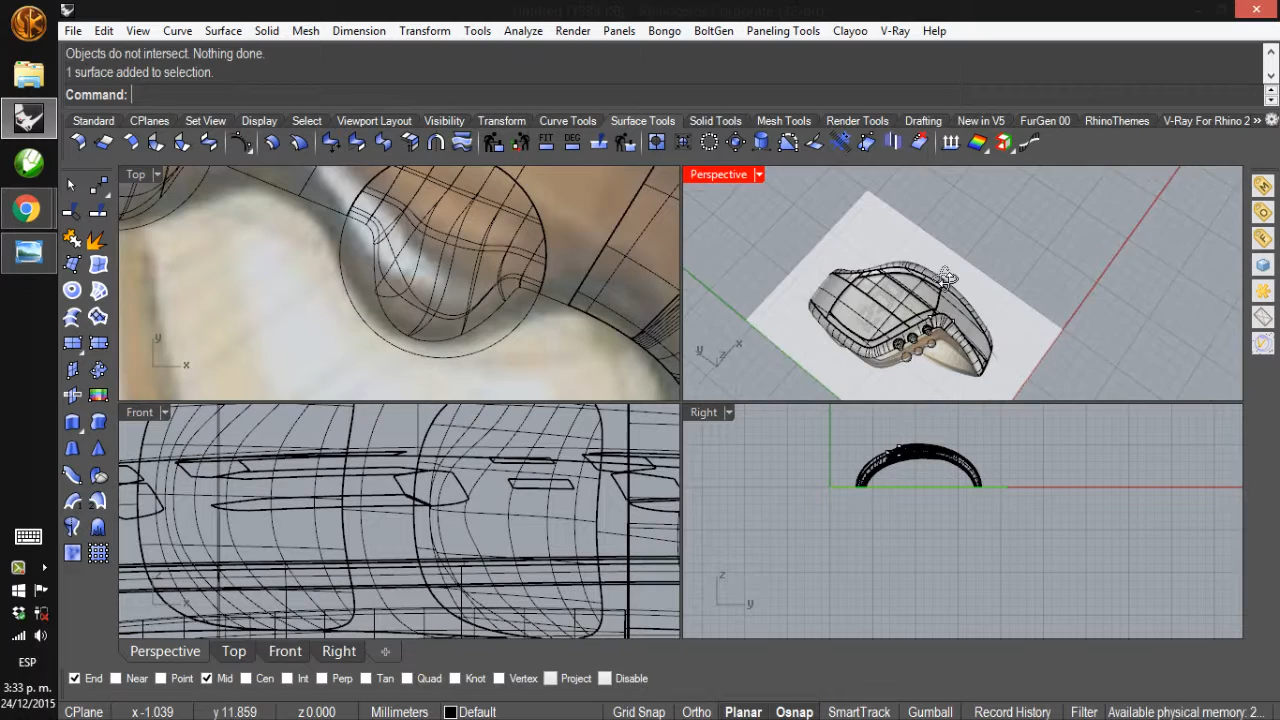 File Edit View Curve Surface Solid Mesh Dimension Transform Tools Analyze Render Panels Bongo BoltGen Paneling Tools Clayoo V-Ray Help
Objects do not intersect. Nothing done.
1 surface added to selection.
Command:
Standard CPlanes Set View Display Select Viewport Layout Visibility Transform Curve Tools Surface Tools Solid Tools Mesh Tools Render Tools Drafting New in V5 FurGen 00 RhinoThemes V-Ray For Rhino 2 »
FIT DEG
Top
Perspective
y
x
y x
z
Front
Right
z
x
z
y
Perspective Top Front Right
End Near Point Mid Cen Int Perp Tan Quad Knot Vertex Project Disable
ESP
3:33 p. m.
24/12/2015
CPlane x -1.039 y 11.859 z 0.000 Millimeters Default Grid Snap Ortho Planar Osnap SmartTrack Gumball Record History Filter Available physical memory: 2...